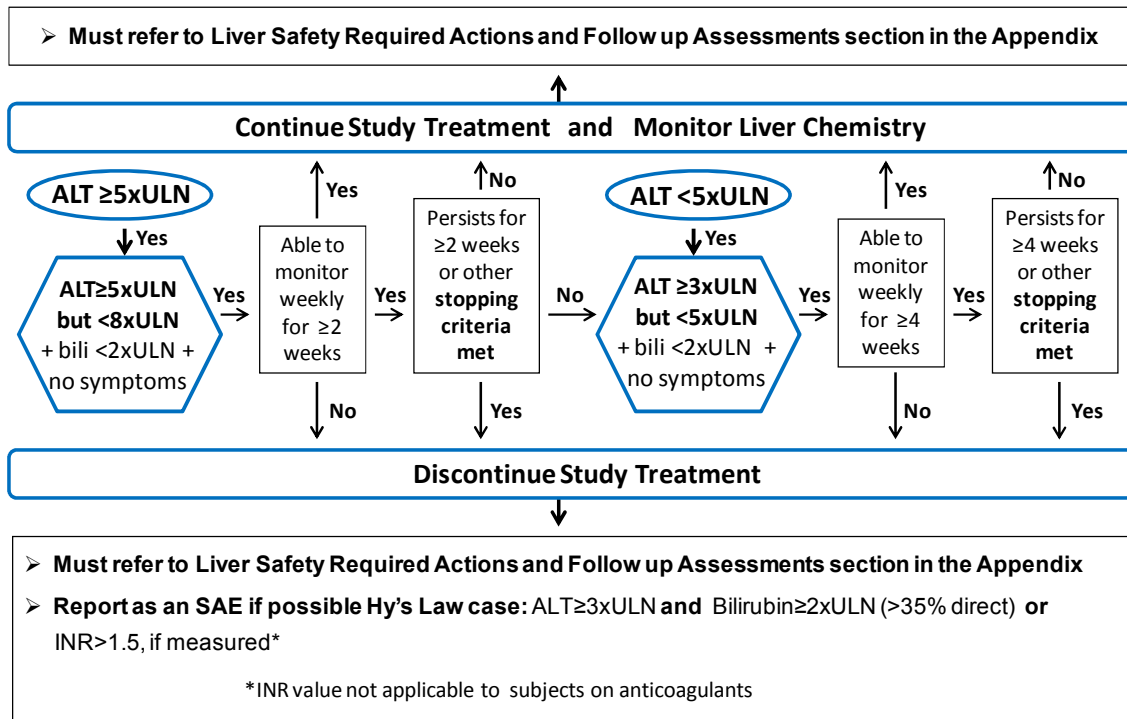 ➢ Must refer to Liver Safety Required Actions and Follow up Assessments section in the Appendix
Continue Study Treatment and Monitor Liver Chemistry
ALT ≥5xULN
Yes
ALT≥5xULN
but <8xULN
+ bili <2xULN +
no symptoms
Yes
Yes
Able to
monitor
weekly
for ≥2
weeks
No
Yes
No
Persists for
≥2 weeks
or other
stopping
criteria
met
Yes
No
ALT <5xULN
Yes
ALT ≥3xULN
but <5xULN
+ bili <2xULN +
no symptoms
Yes
Yes
Able to
monitor
weekly
for ≥4
weeks
No
Yes
No
Persists for
≥4 weeks
or other
stopping
criteria
met
Yes
Discontinue Study Treatment
➢ Must refer to Liver Safety Required Actions and Follow up Assessments section in the Appendix
➢ Report as an SAE if possible Hy's Law case: ALT≥3xULN and Bilirubin≥2xULN (>35% direct) or
INR>1.5, if measured*
*INR value not applicable to subjects on anticoagulants